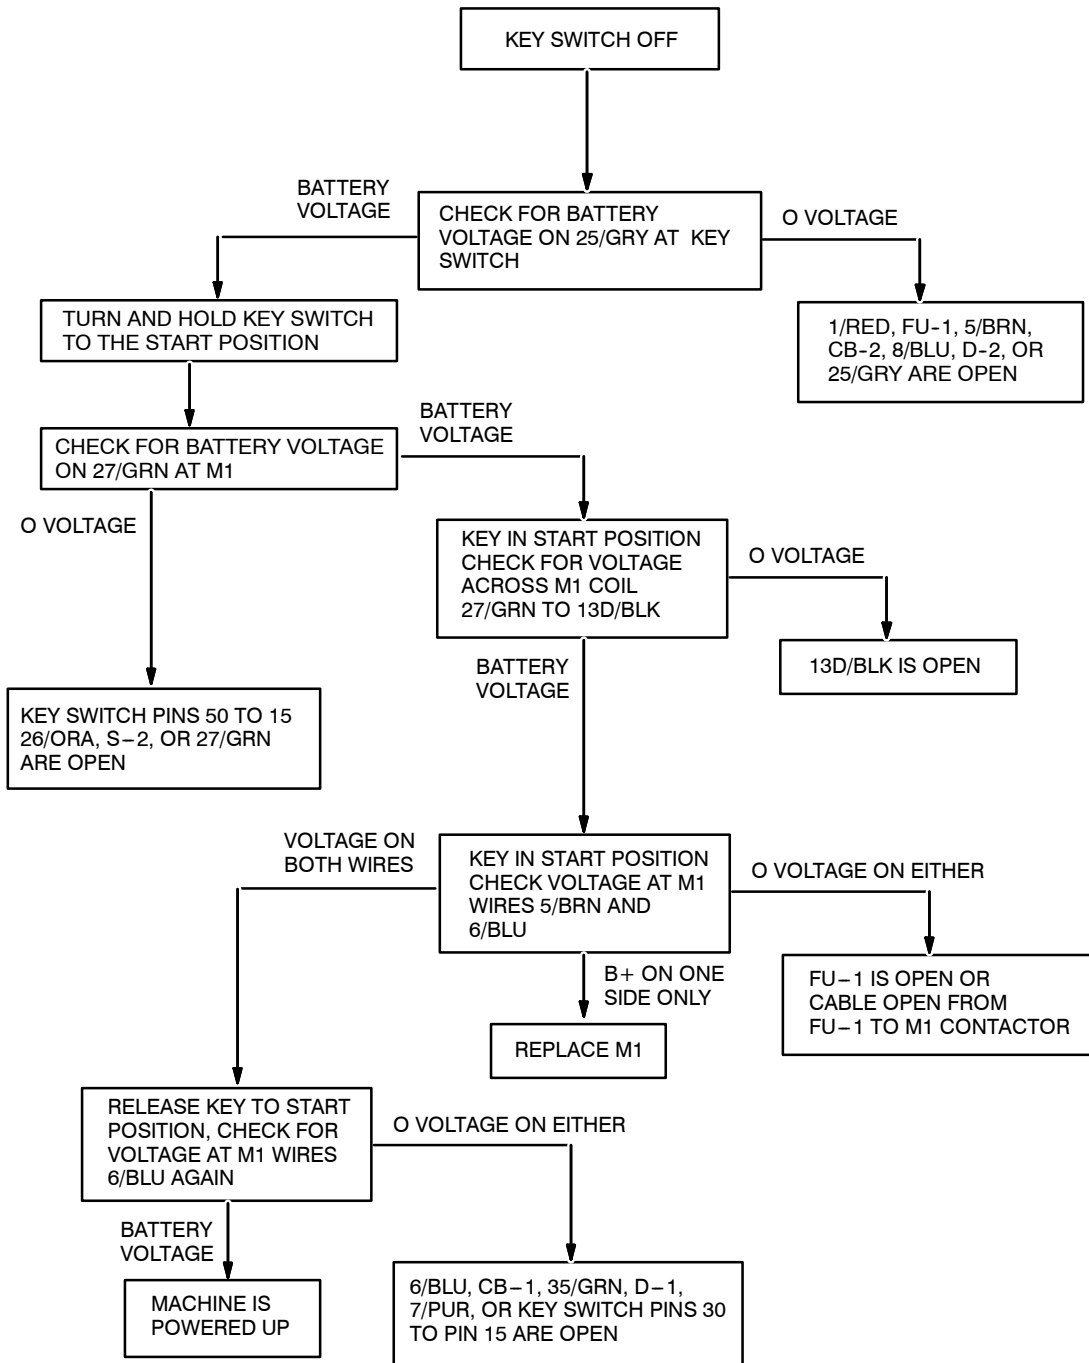 KEY SWITCH OFF
BATTERY
VOLTAGE
CHECK FOR BATTERY
VOLTAGE ON 25/GRY AT KEY
SWITCH
O VOLTAGE
TURN AND HOLD KEY SWITCH
TO THE START POSITION
1/RED, FU-1, 5/BRN,
CB-2, 8/BLU, D-2, OR
25/GRY ARE OPEN
BATTERY
VOLTAGE
CHECK FOR BATTERY VOLTAGE
ON 27/GRN AT M1
O VOLTAGE
KEY IN START POSITION
CHECK FOR VOLTAGE
ACROSS M1 COIL
27/GRN TO 13D/BLK
O VOLTAGE
13D/BLK IS OPEN
BATTERY
VOLTAGE
KEY SWITCH PINS 50 TO 15
26/ORA, S-2, OR 27/GRN
ARE OPEN
VOLTAGE ON
BOTH WIRES
KEY IN START POSITION
CHECK VOLTAGE AT M1
WIRES 5/BRN AND
6/BLU
O VOLTAGE ON EITHER
B+ ON ONE
SIDE ONLY
FU-1 IS OPEN OR
CABLE OPEN FROM
FU-1 TO M1 CONTACTOR
REPLACE M1
RELEASE KEY TO START
POSITION, CHECK FOR
VOLTAGE AT M1 WIRES
6/BLU AGAIN
O VOLTAGE ON EITHER
BATTERY
VOLTAGE
MACHINE IS
POWERED UP
6/BLU, CB-1, 35/GRN, D-1,
7/PUR, OR KEY SWITCH PINS 30
TO PIN 15 ARE OPEN